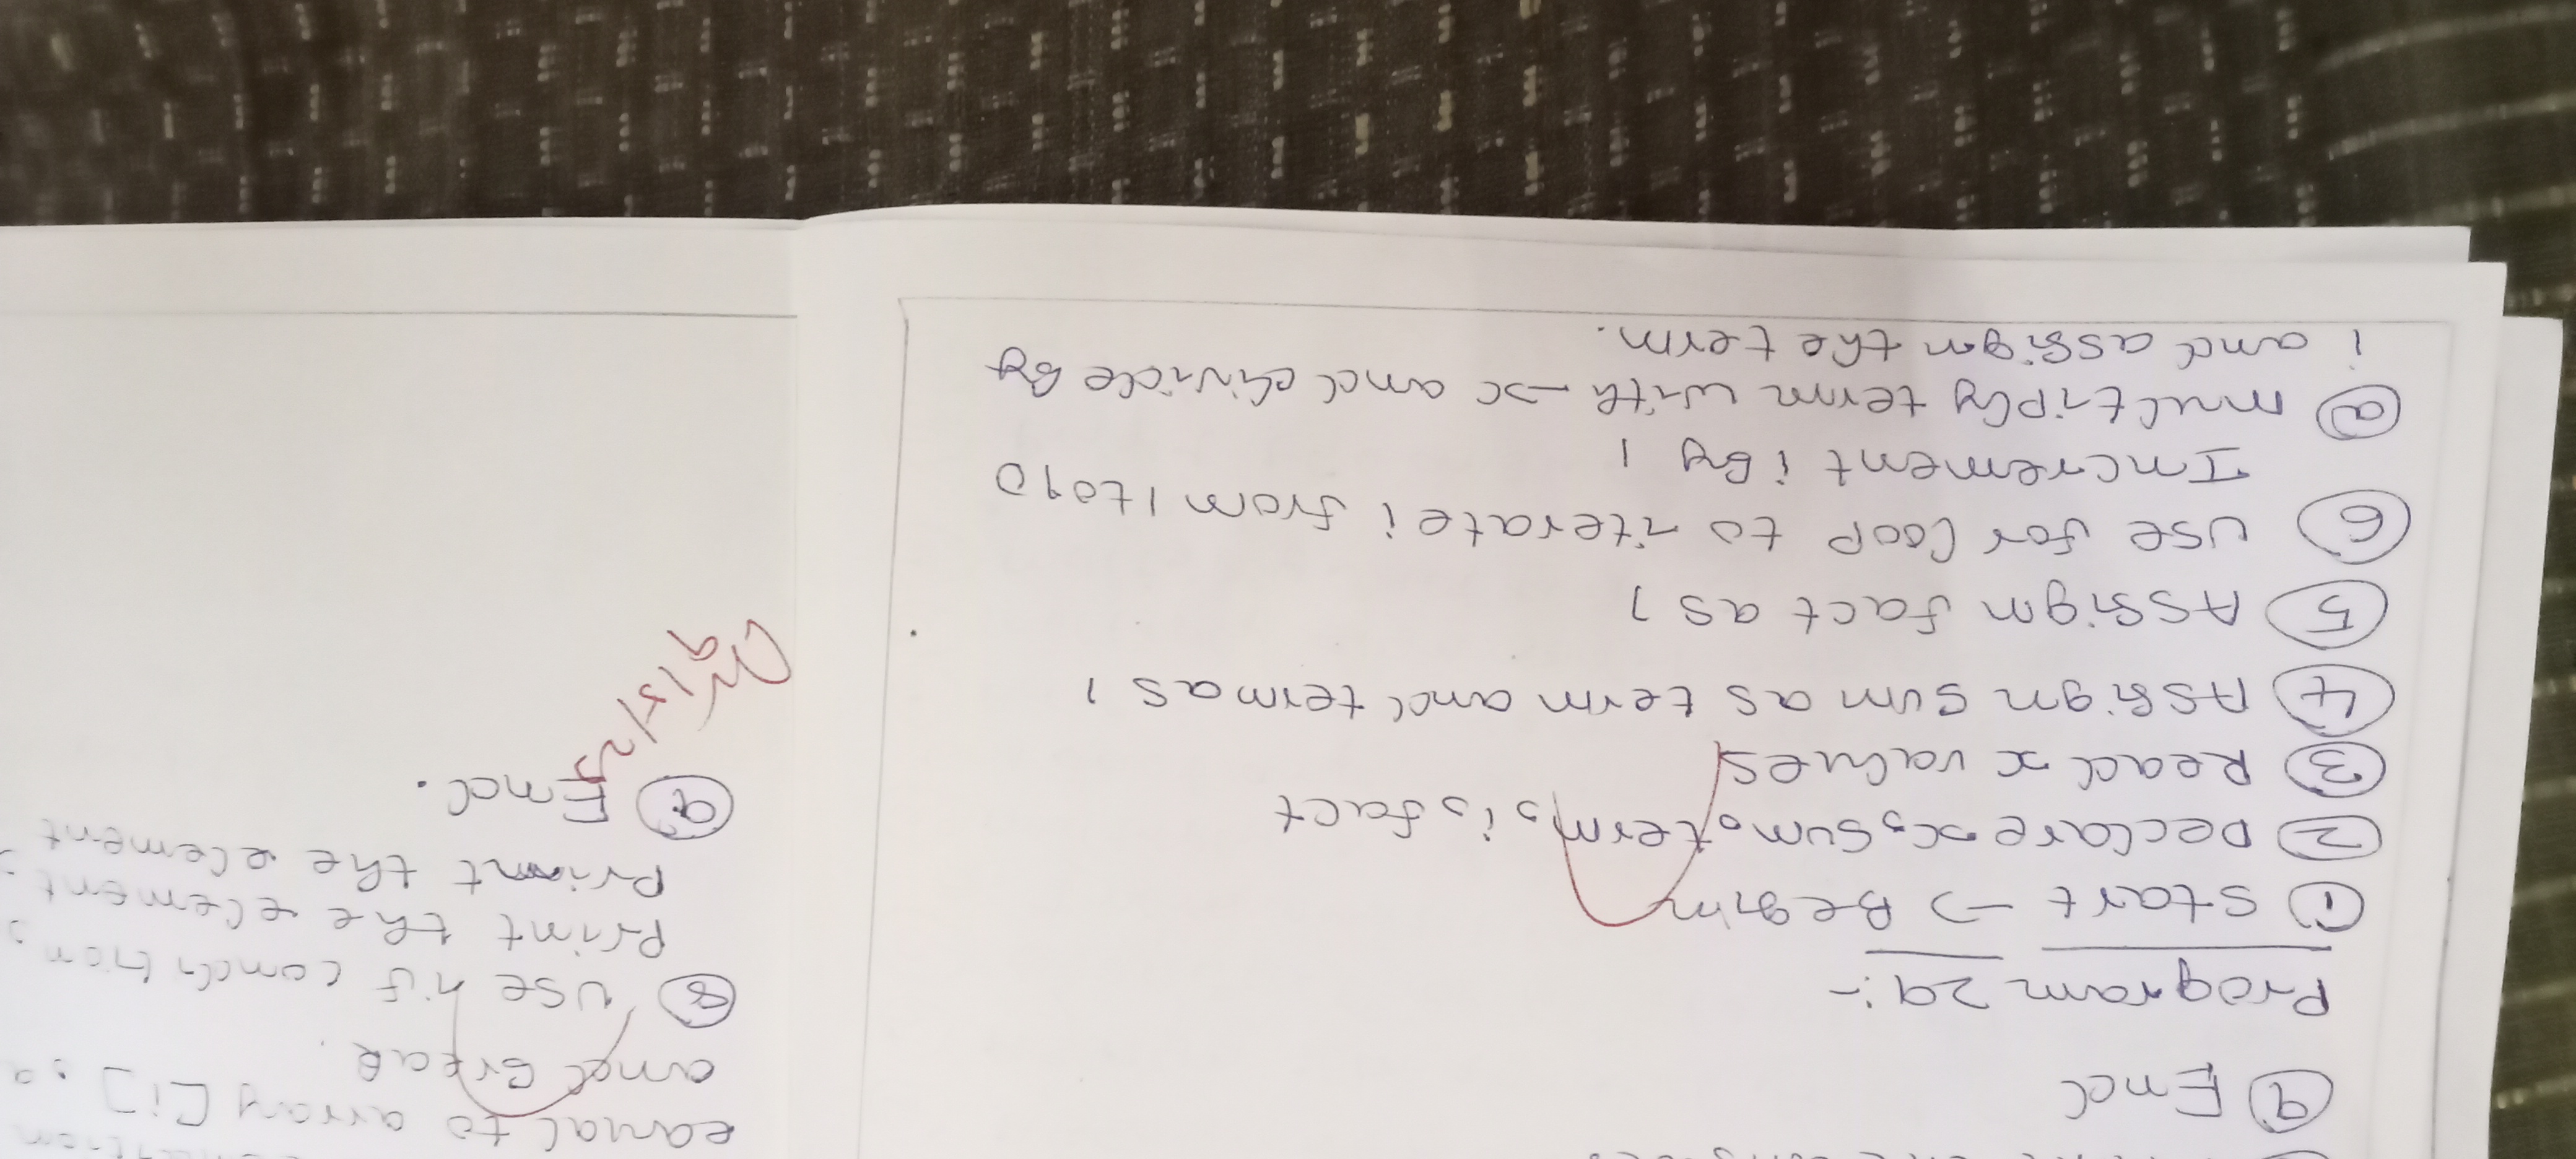 ⑨ End
Program 2a:-
① Start → Begin
② Declare x, sum, term, i, fact
③ Read x values
④ Assign sum as term and term as 1
⑤ Assign fact as 1
⑥ Use for loop to iterate i from 1 to 10
Increment i by 1
ⓐ multiply term with -x and divide by
i and assign the term.
equal to array [i],
and break.
⑧ Use if condition,
Print the element
Print the element
⑨ End.
9/5/25